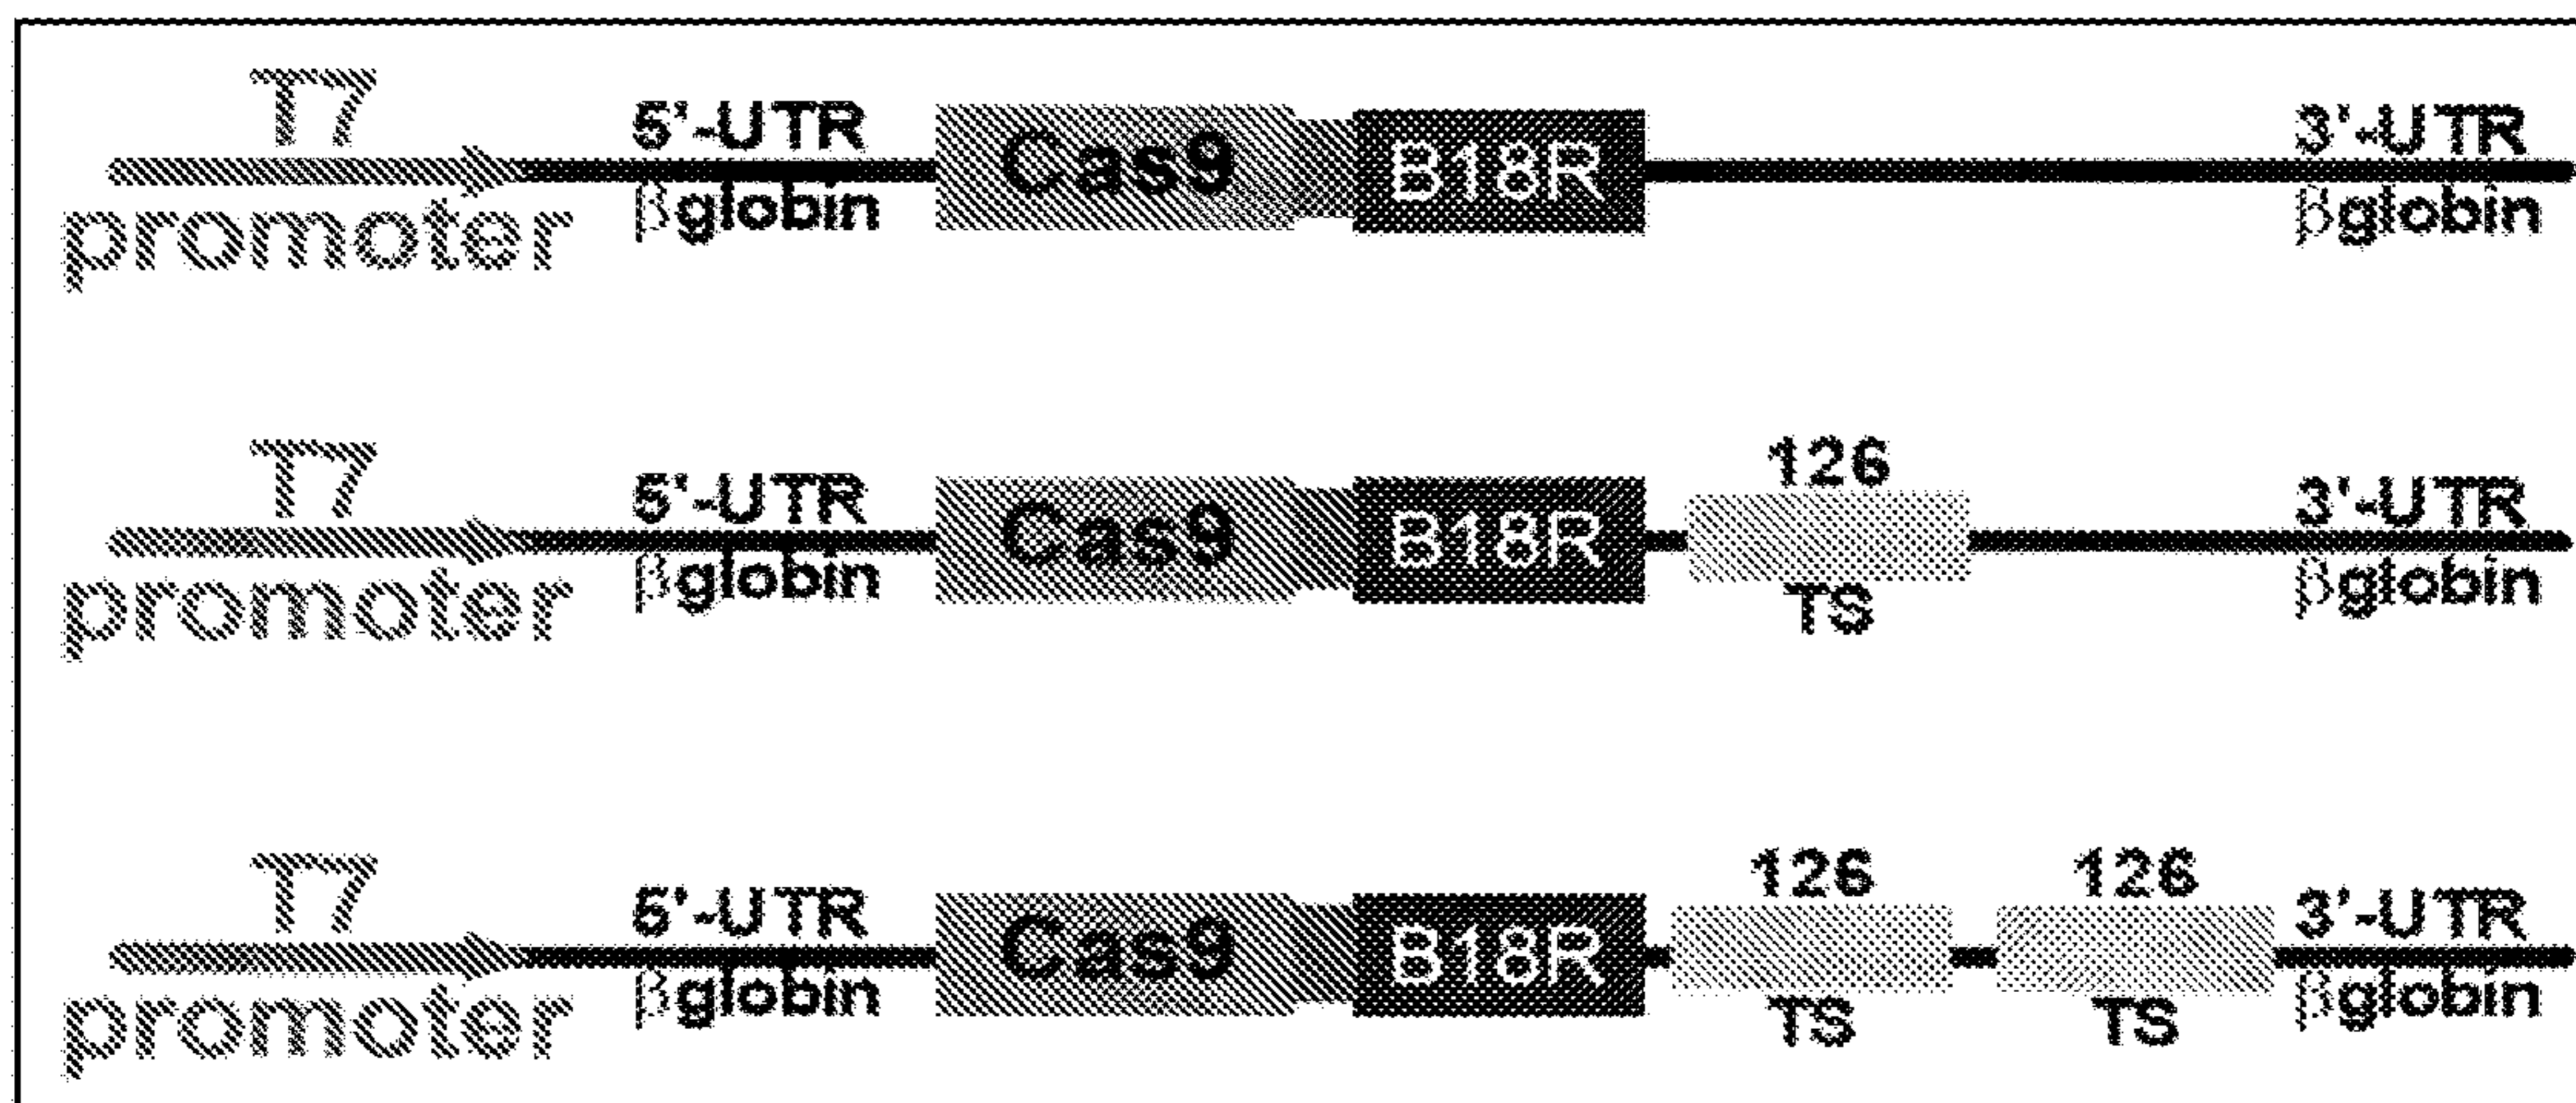 T7
promoter
5'-UTR
βglobin
Cas9
B18R
3'-UTR
βglobin
T7
promoter
5'-UTR
βglobin
Cas9
B18R
126
TS
3'-UTR
βglobin
T7
promoter
5'-UTR
βglobin
Cas9
B18R
126
TS
126
TS
3'-UTR
βglobin